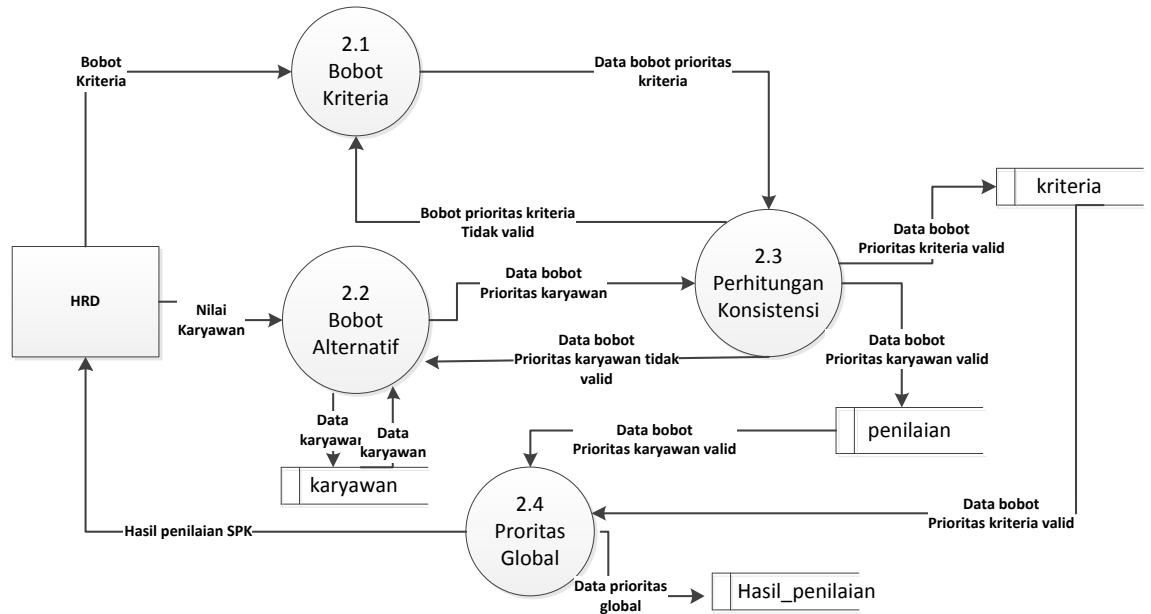 2.1
Bobot
Kriteria
Bobot
Kriteria
Data bobot prioritas
kriteria
kriteria
Bobot prioritas kriteria
Tidak valid
Data bobot
Prioritas kriteria valid
2.3
Perhitungan
Konsistensi
HRD
Nilai
Karyawan
2.2
Bobot
Alternatif
Data bobot
Prioritas karyawan
Data bobot
Prioritas karyawan tidak
valid
Data bobot
Prioritas karyawan valid
Data
karyawan
Data
karyawan
karyawan
penilaian
Data bobot
Prioritas karyawan valid
2.4
Proritas
Global
Data bobot
Prioritas kriteria valid
Hasil penilaian SPK
Data prioritas
global
Hasil_penilaian